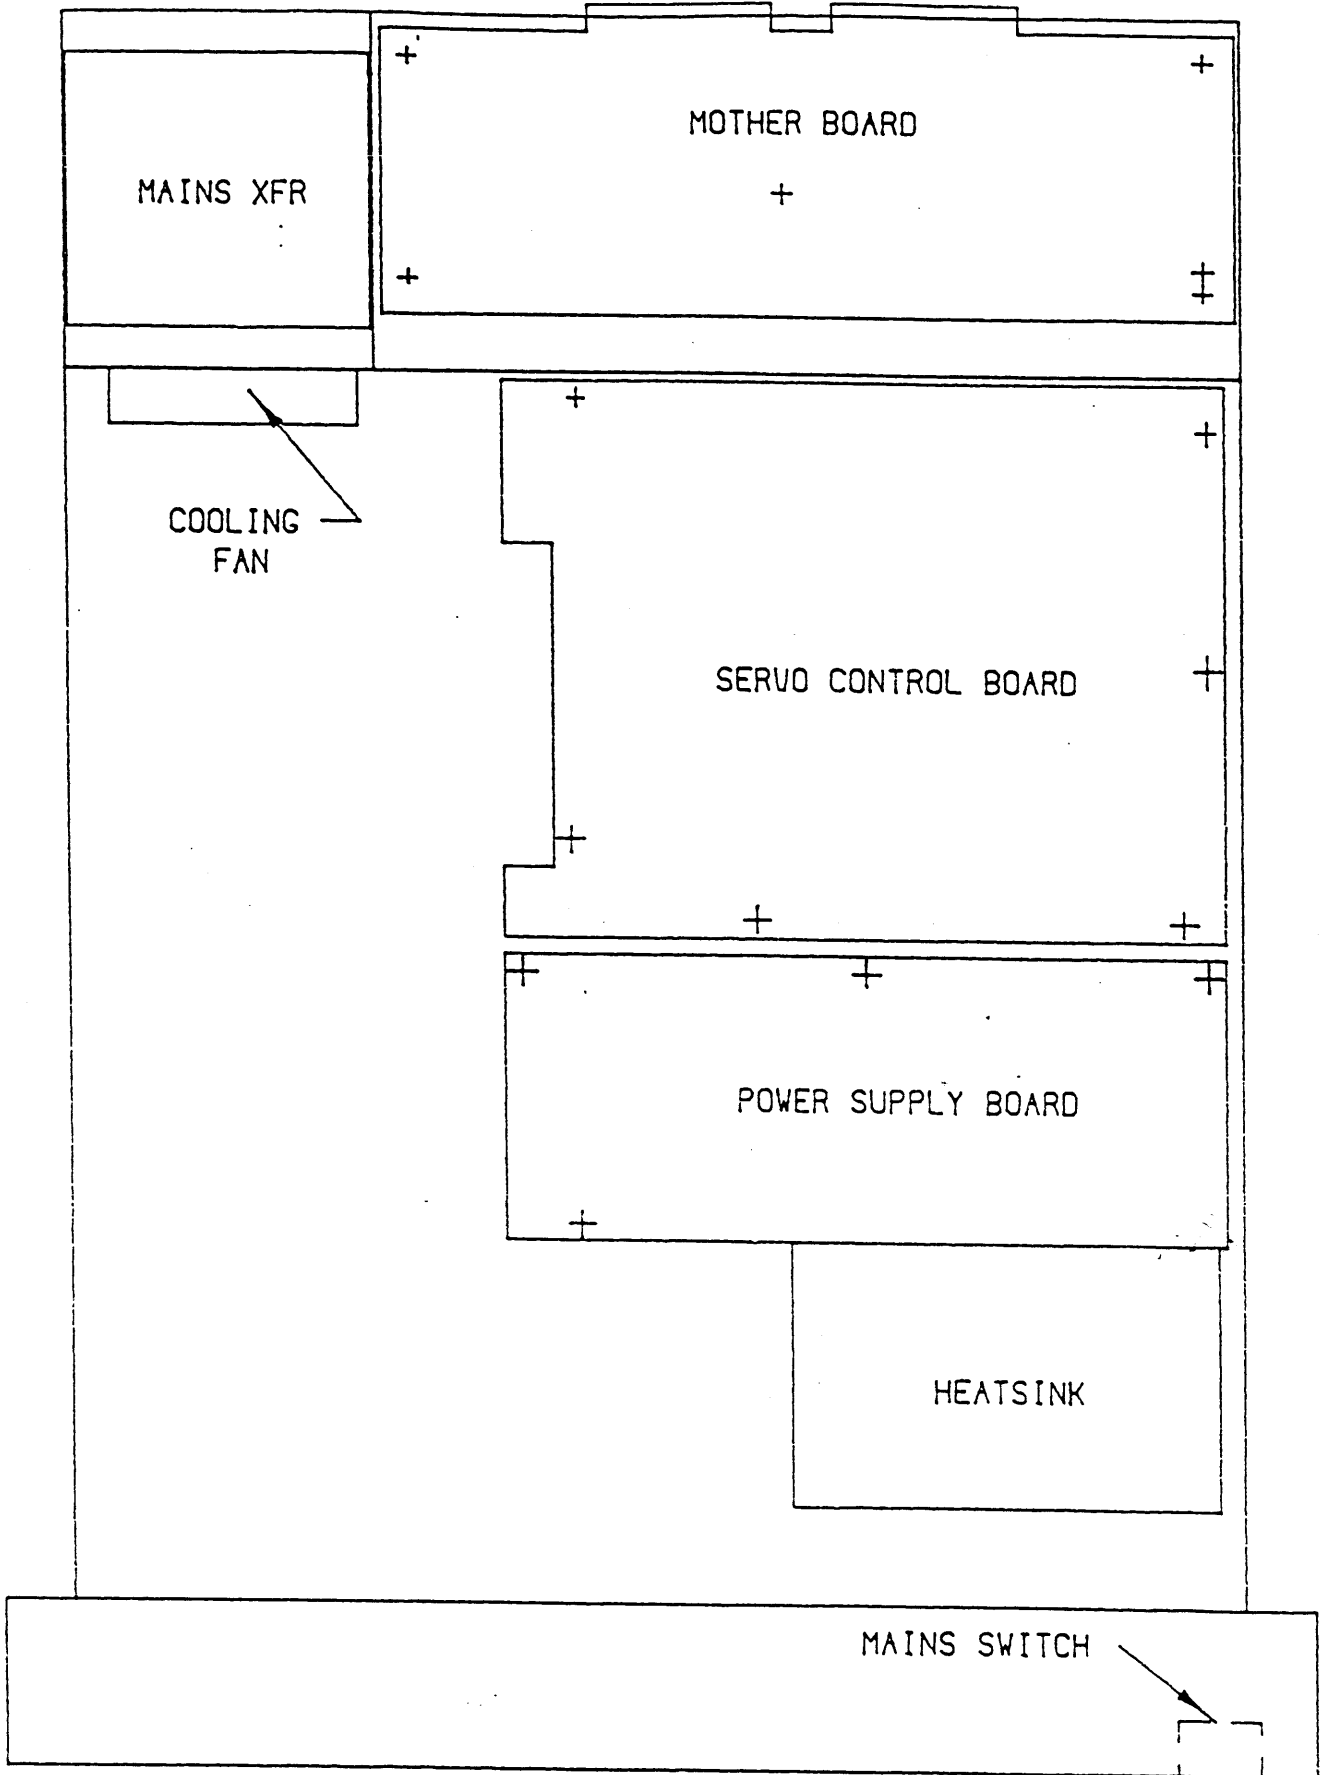 MOTHER BOARD
MAINS XFR
COOLING
FAN
SERVO CONTROL BOARD
POWER SUPPLY BOARD
HEATSINK
MAINS SWITCH